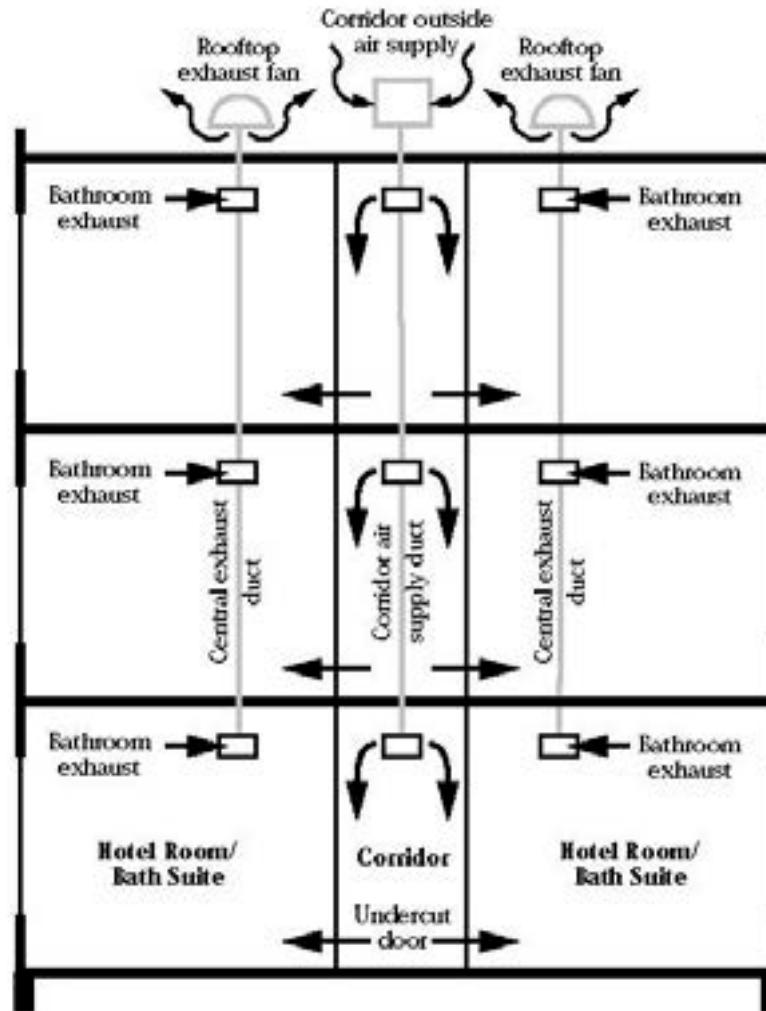 Corridor outside
air supply
Rooftop
exhaust fan
Rooftop
exhaust fan
Bathroom
exhaust
Bathroom
exhaust
Bathroom
exhaust
Bathroom
exhaust
Central exhaust
duct
Corridor air
supply duct
Central exhaust
duct
Bathroom
exhaust
Bathroom
exhaust
Hotel Room/
Bath Suite
Corridor
Hotel Room/
Bath Suite
Undercut
door